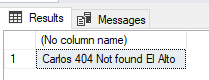 Results Messages
(No column name)
1 Carlos 404 Not found El Alto